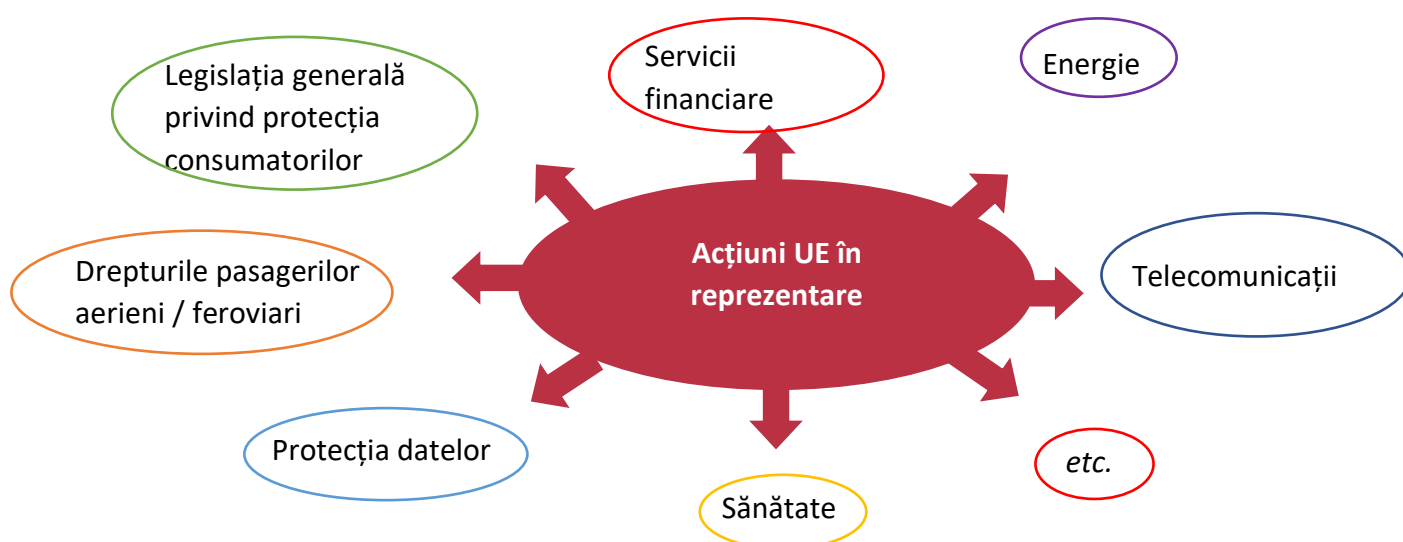 Legislația generală
privind protecția
consumatorilor
Servicii
financiare
Energie
Drepturile pasagerilor
aerieni / feroviari
Acțiuni UE în
reprezentare
Telecomunicații
Protecția datelor
Sănătate
etc.